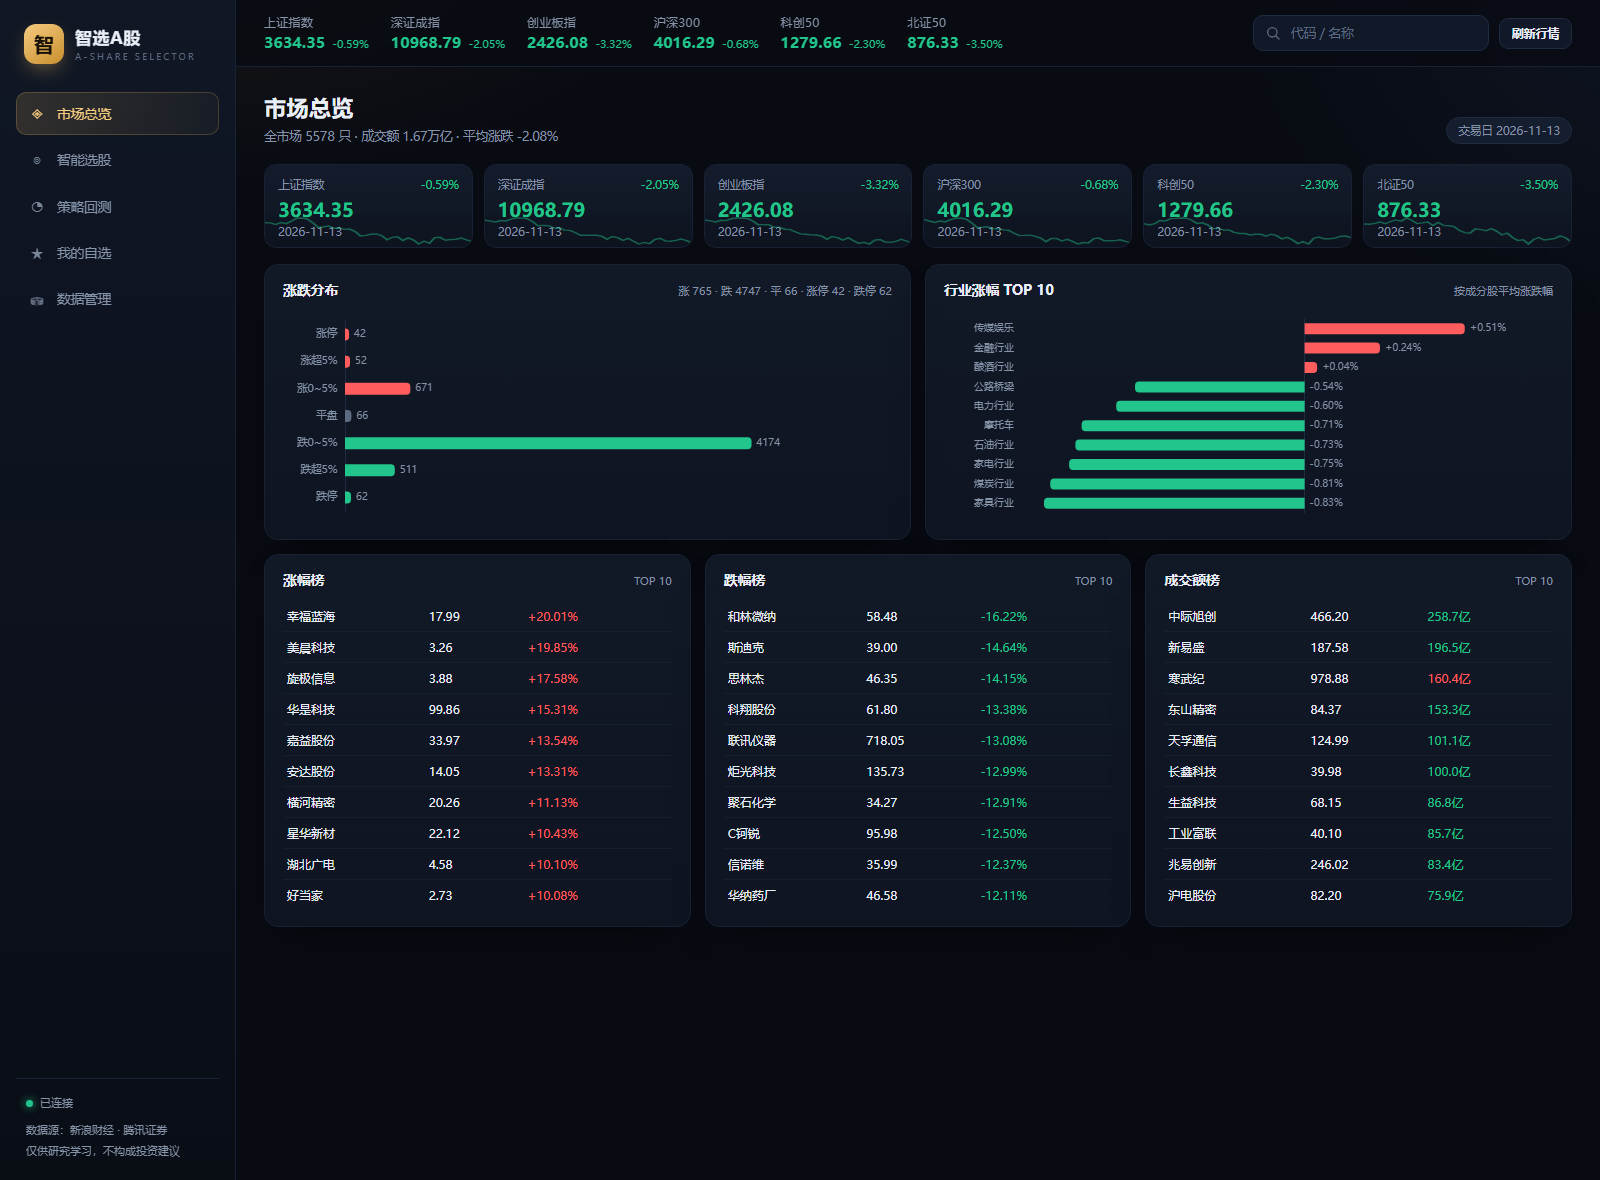 智
智选A股
A-SHARE SELECTOR
市场总览
智能选股
策略回测
我的自选
数据管理
已连接
数据源：新浪财经 · 腾讯证券
仅供研究学习，不构成投资建议
上证指数 深证成指 创业板指 沪深300 科创50 北证50
3634.35 -0.59% 10968.79 -2.05% 2426.08 -3.32% 4016.29 -0.68% 1279.66 -2.30% 876.33 -3.50%
代码 / 名称
刷新行情
市场总览
全市场 5578 只 · 成交额 1.67万亿 · 平均涨跌 -2.08%
交易日 2026-11-13
上证指数 -0.59%
3634.35
2026-11-13
深证成指 -2.05%
10968.79
2026-11-13
创业板指 -3.32%
2426.08
2026-11-13
沪深300 -0.68%
4016.29
2026-11-13
科创50 -2.30%
1279.66
2026-11-13
北证50 -3.50%
876.33
2026-11-13
涨跌分布 涨 765 · 跌 4747 · 平 66 · 涨停 42 · 跌停 62
涨停 42
涨超5% 52
涨0~5% 671
平盘 66
跌0~5% 4174
跌超5% 511
跌停 62
行业涨幅 TOP 10 按成分股平均涨跌幅
传媒娱乐 +0.51%
金融行业 +0.24%
酿酒行业 +0.04%
公路桥梁 -0.54%
电力行业 -0.60%
摩托车 -0.71%
石油行业 -0.73%
家电行业 -0.75%
煤炭行业 -0.81%
家具行业 -0.83%
涨幅榜 TOP 10
幸福蓝海 17.99 +20.01%
美晨科技 3.26 +19.85%
旋极信息 3.88 +17.58%
华是科技 99.86 +15.31%
嘉益股份 33.97 +13.54%
安达股份 14.05 +13.31%
横河精密 20.26 +11.13%
星华新材 22.12 +10.43%
湖北广电 4.58 +10.10%
好当家 2.73 +10.08%
跌幅榜 TOP 10
和林微纳 58.48 -16.22%
斯迪克 39.00 -14.64%
思林杰 46.35 -14.15%
科翔股份 61.80 -13.38%
联讯仪器 718.05 -13.08%
炬光科技 135.73 -12.99%
聚石化学 34.27 -12.91%
C钶锐 95.98 -12.50%
信诺维 35.99 -12.37%
华纳药厂 46.58 -12.11%
成交额榜 TOP 10
中际旭创 466.20 258.7亿
新易盛 187.58 196.5亿
寒武纪 978.88 160.4亿
东山精密 84.37 153.3亿
天孚通信 124.99 101.1亿
长鑫科技 39.98 100.0亿
生益科技 68.15 86.8亿
工业富联 40.10 85.7亿
兆易创新 246.02 83.4亿
沪电股份 82.20 75.9亿